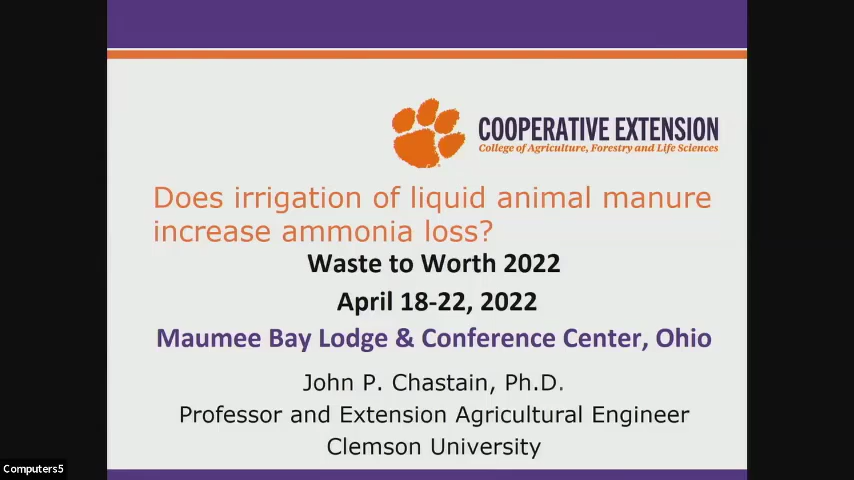 COOPERATIVE EXTENSION
College of Agriculture, Forestry and Life Sciences
Does irrigation of liquid animal manure
increase ammonia loss?
Waste to Worth 2022
April 18-22, 2022
Maumee Bay Lodge & Conference Center, Ohio
John P. Chastain, Ph.D.
Professor and Extension Agricultural Engineer
Clemson University
Computers5